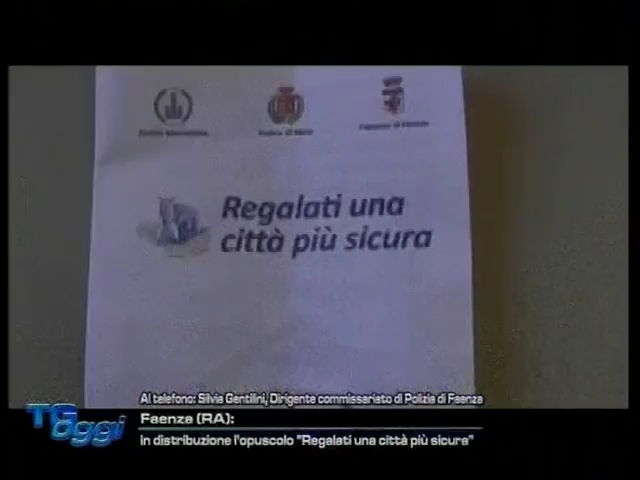 Regalati una
città più sicura
Al telefono: Silvia Gentilini, Dirigente commissariato di Polizia di Faenza
TG oggi
Faenza (RA):
in distribuzione l'opuscolo "Regalati una città più sicura"